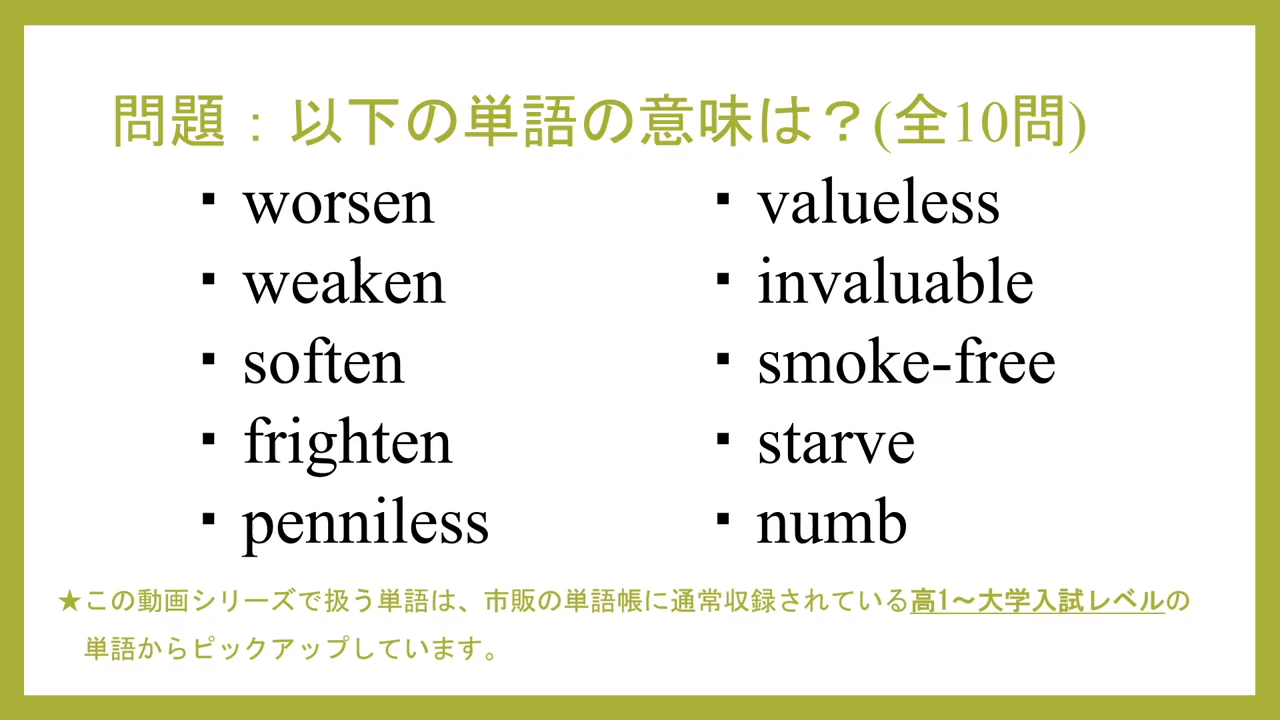 問題：以下の単語の意味は？(全10問)
▪ worsen
▪ weaken
▪ soften
▪ frighten
▪ penniless
▪ valueless
▪ invaluable
▪ smoke-free
▪ starve
▪ numb
★この動画シリーズで扱う単語は、市販の単語帳に通常収録されている高1～大学入試レベルの
単語からピックアップしています。